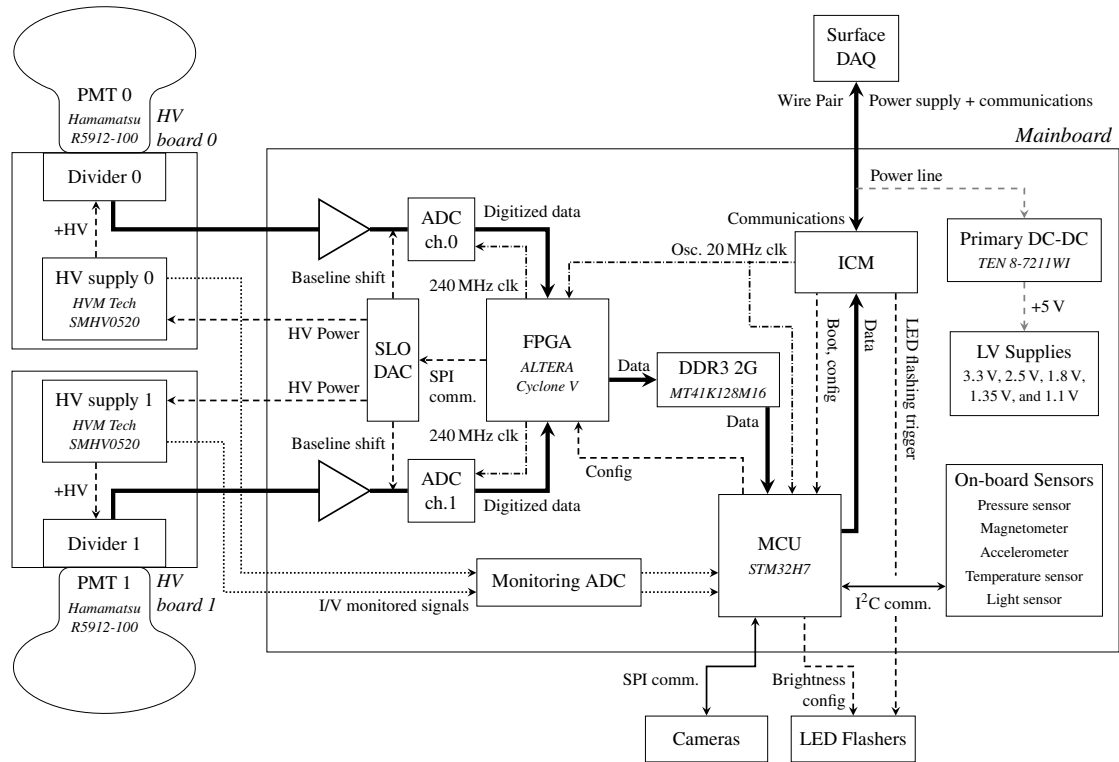 Surface
DAQ
Wire Pair
Power supply + communications
PMT 0
Hamamatsu
R5912-100
HV
board 0
Mainboard
Divider 0
Power line
+HV
ADC
ch.0
Digitized data
Communications
Primary DC-DC
TEN 8-7211WI
HV supply 0
HVM Tech
SMHV0520
Baseline shift
240 MHz clk
Osc. 20 MHz clk
ICM
+5 V
HV Power
SLO
DAC
FPGA
ALTERA
Cyclone V
SPI
comm.
Data
DDR3 2G
MT41K128M16
Boot, config
Data
LED flashing trigger
LV Supplies
3.3 V, 2.5 V, 1.8 V,
1.35 V, and 1.1 V
HV supply 1
HVM Tech
SMHV0520
HV Power
Data
Baseline shift
240 MHz clk
Config
+HV
ADC
ch.1
Digitized data
On-board Sensors
Pressure sensor
Magnetometer
Accelerometer
Temperature sensor
Light sensor
Divider 1
MCU
STM32H7
PMT 1
Hamamatsu
R5912-100
HV
board 1
Monitoring ADC
I/V monitored signals
I²C comm.
SPI comm.
Brightness
config
Cameras
LED Flashers